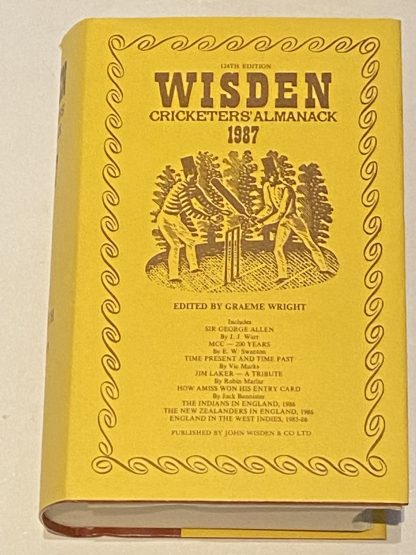 124TH EDITION
WISDEN
CRICKETERS' ALMANACK
1987
EDITED BY GRAEME WRIGHT
Includes
SIR GEORGE ALLEN
By J. J. Warr
MCC — 200 YEARS
By E. W. Swanton
TIME PRESENT AND TIME PAST
By Vic Marks
JIM LAKER — A TRIBUTE
By Robin Marlar
HOW AMISS WON HIS ENTRY CARD
By Jack Bannister
THE INDIANS IN ENGLAND, 1986
THE NEW ZEALANDERS IN ENGLAND, 1986
ENGLAND IN THE WEST INDIES, 1985-86
PUBLISHED BY JOHN WISDEN & CO LTD